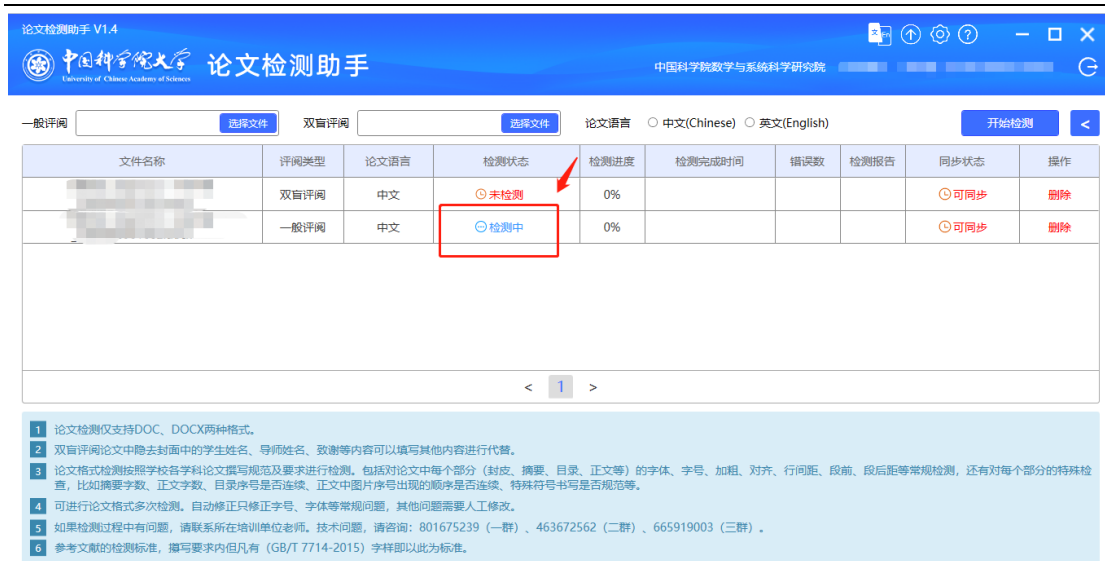 论文检测助手 V1.4
中国科学院大学 论文检测助手
University of Chinese Academy of Sciences
中国科学院数学与系统科学研究院
一般评阅 选择文件 双盲评阅 选择文件 论文语言 中文(Chinese) 英文(English) 开始检测 <
文件名称 评阅类型 论文语言 检测状态 检测进度 检测完成时间 错误数 检测报告 同步状态 操作
双盲评阅 中文 未检测 0% 可同步 删除
一般评阅 中文 检测中 0% 可同步 删除
< 1 >
1 论文检测仅支持DOC、DOCX两种格式。
2 双盲评阅论文中隐去封面中的学生姓名、导师姓名、致谢等内容可以填写其他内容进行代替。
3 论文格式检测按照学校各学科论文撰写规范及要求进行检测。包括对论文中每个部分（封皮、摘要、目录、正文等）的字体、字号、加粗、对齐、行间距、段前、段后距等常规检测，还有对每个部分的特殊检
查，比如摘要字数、正文字数、目录序号是否连续、正文中图片序号出现的顺序是否连续、特殊符号书写是否规范等。
4 可进行论文格式多次检测。自动修正只修正字号、字体等常规问题，其他问题需要人工修改。
5 如果检测过程中有问题，请联系所在培训单位老师。技术问题，请咨询：801675239（一群）、463672562（二群）、665919003（三群）.
6 参考文献的检测标准，撰写要求内但凡有（GB/T 7714-2015）字样即以此为标准。